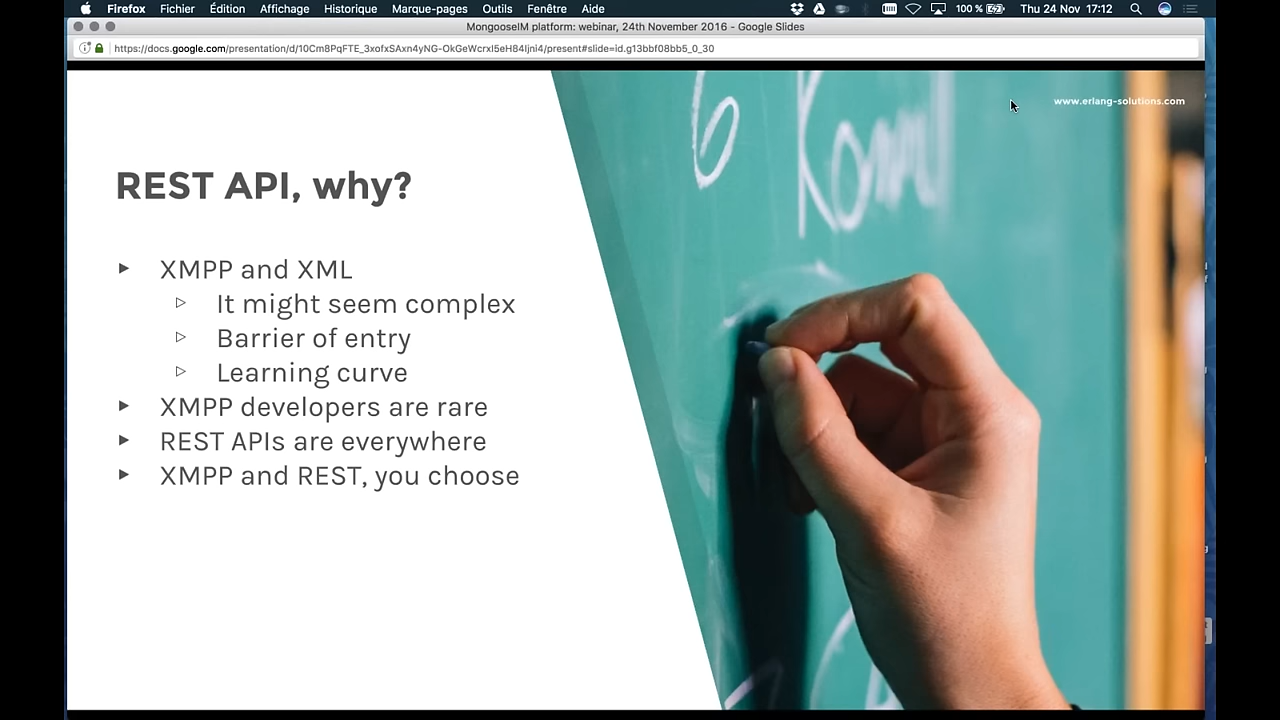 Firefox Fichier Édition Affichage Historique Marque-pages Outils Fenêtre Aide 100 % Thu 24 Nov 17:12
MongooseIM platform: webinar, 24th November 2016 - Google Slides
https://docs.google.com/presentation/d/10Cm8PqFTE_3xofxSAxn4yNG-OkGeWcrxI5eH84Ijni4/present#slide=id.g13bbf08bb5_0_30
www.erlang-solutions.com
REST API, why?
XMPP and XML
It might seem complex
Barrier of entry
Learning curve
XMPP developers are rare
REST APIs are everywhere
XMPP and REST, you choose